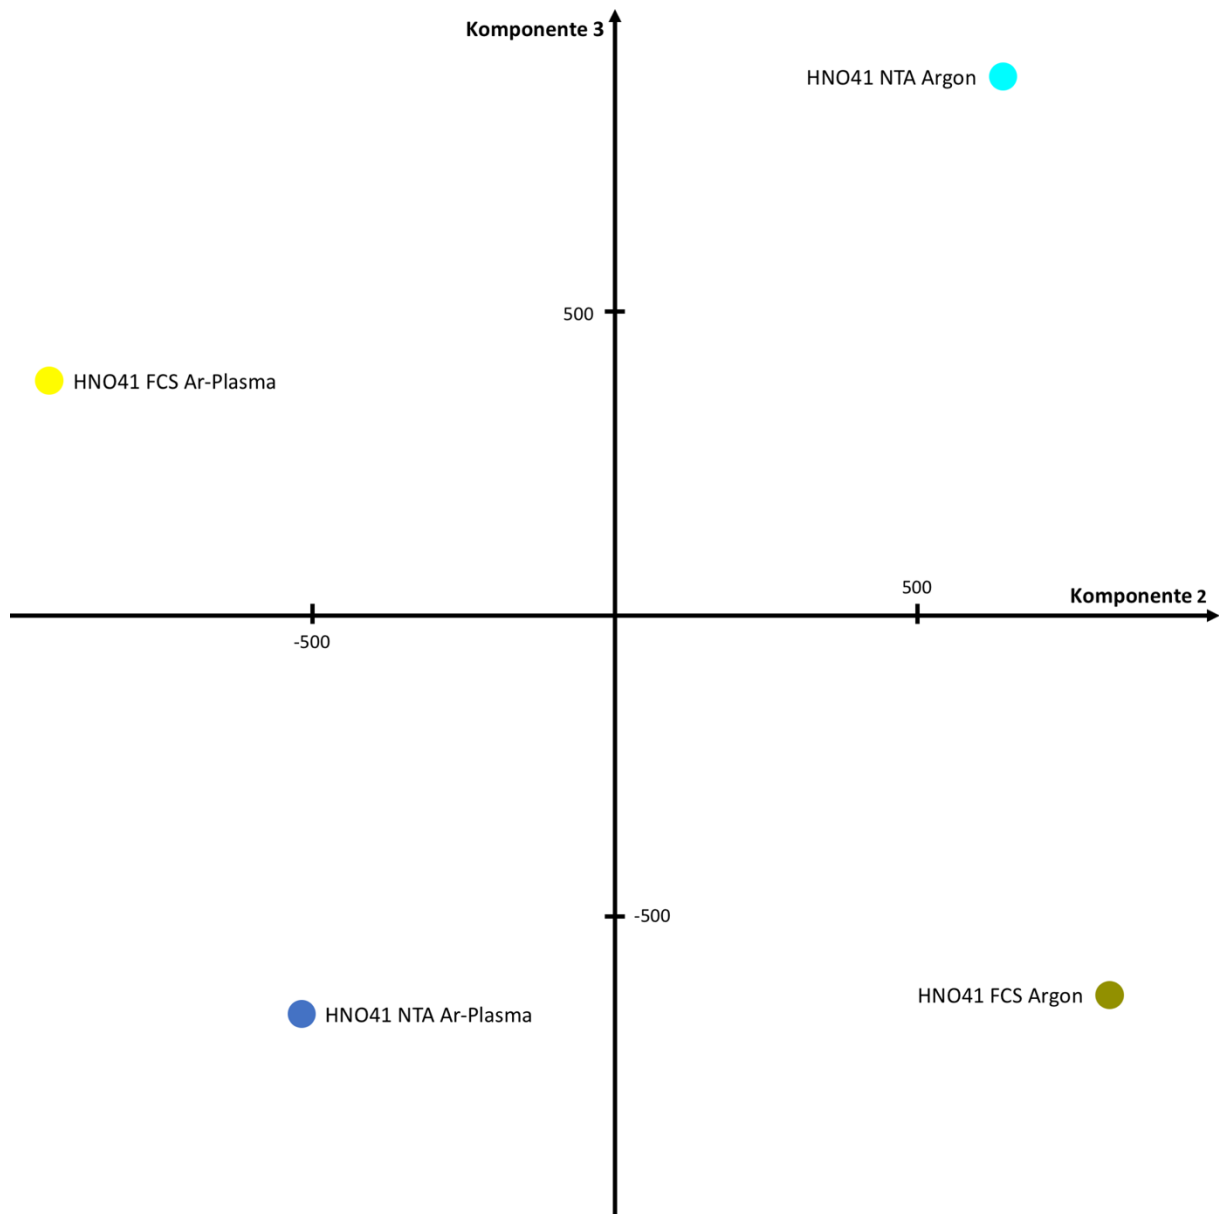 Komponente 3
HNO41 NTA Argon
500
HNO41 FCS Ar-Plasma
500
Komponente 2
-500
-500
HNO41 FCS Argon
HNO41 NTA Ar-Plasma